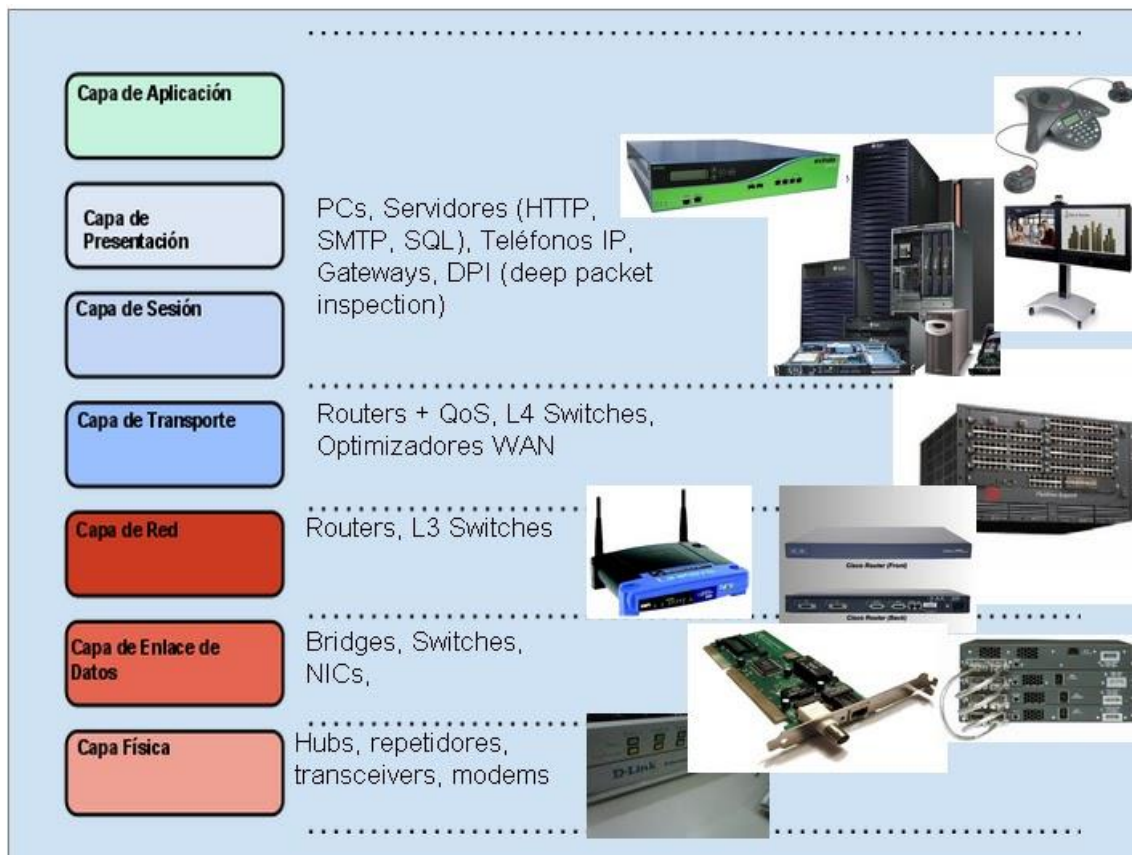 Capa de Aplicación
Capa de
Presentación
PCs, Servidores (HTTP,
SMTP, SQL), Teléfonos IP,
Gateways, DPI (deep packet
inspection)
Capa de Sesión
Capa de Transporte
Routers + QoS, L4 Switches,
Optimizadores WAN
Capa de Red
Routers, L3 Switches
Cisco Router (Front)
Cisco Router (Back)
Capa de Enlace de
Datos
Bridges, Switches,
NICs,
Capa Física
Hubs, repetidores,
transceivers, modems
D-Link